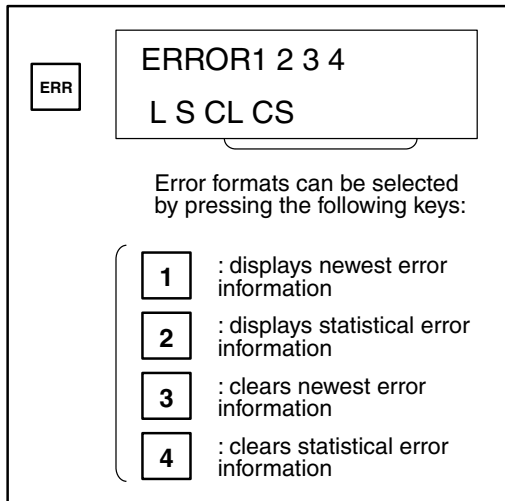 ERR
ERROR1 2 3 4
L S CL CS
Error formats can be selected
by pressing the following keys:
1 : displays newest error
information
2 : displays statistical error
information
3 : clears newest error
information
4 : clears statistical error
information